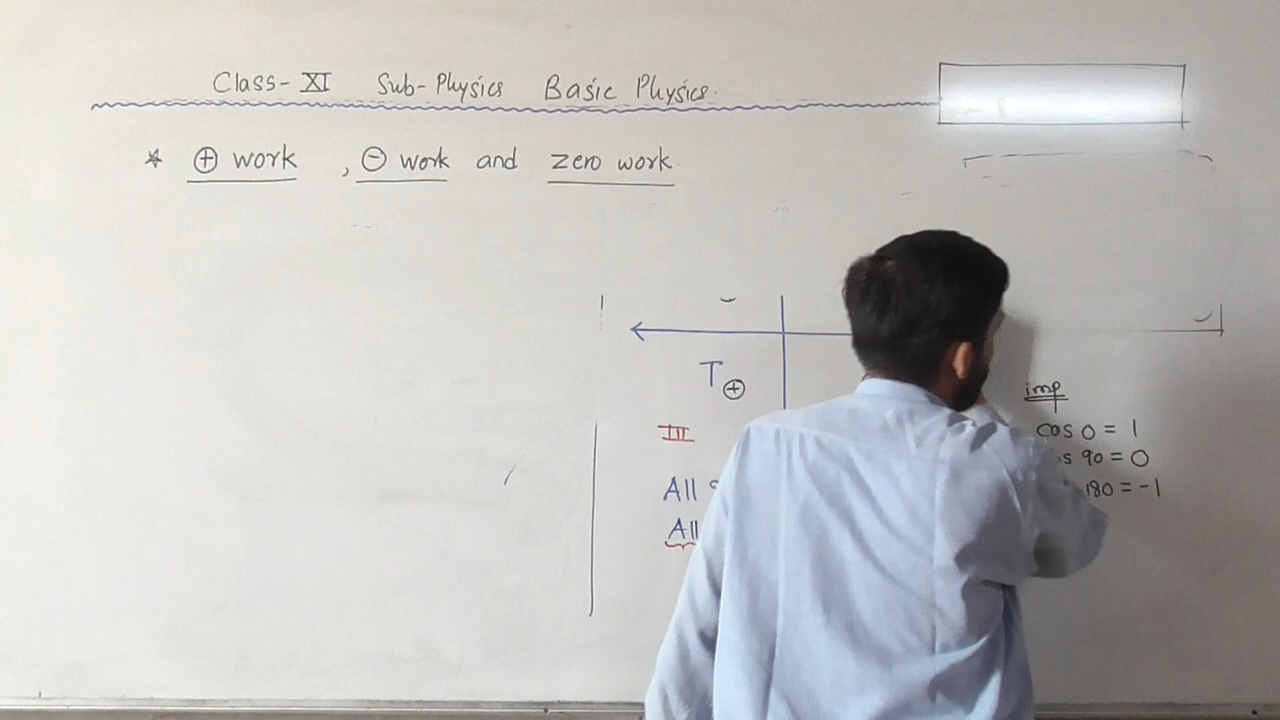 Class- XI Sub-Physics Basic Physics.
* ⊕ work , ⊖ work and zero work.
T⊕
III
All
All
imp
cos 0 = 1
s 90 = 0
180 = -1